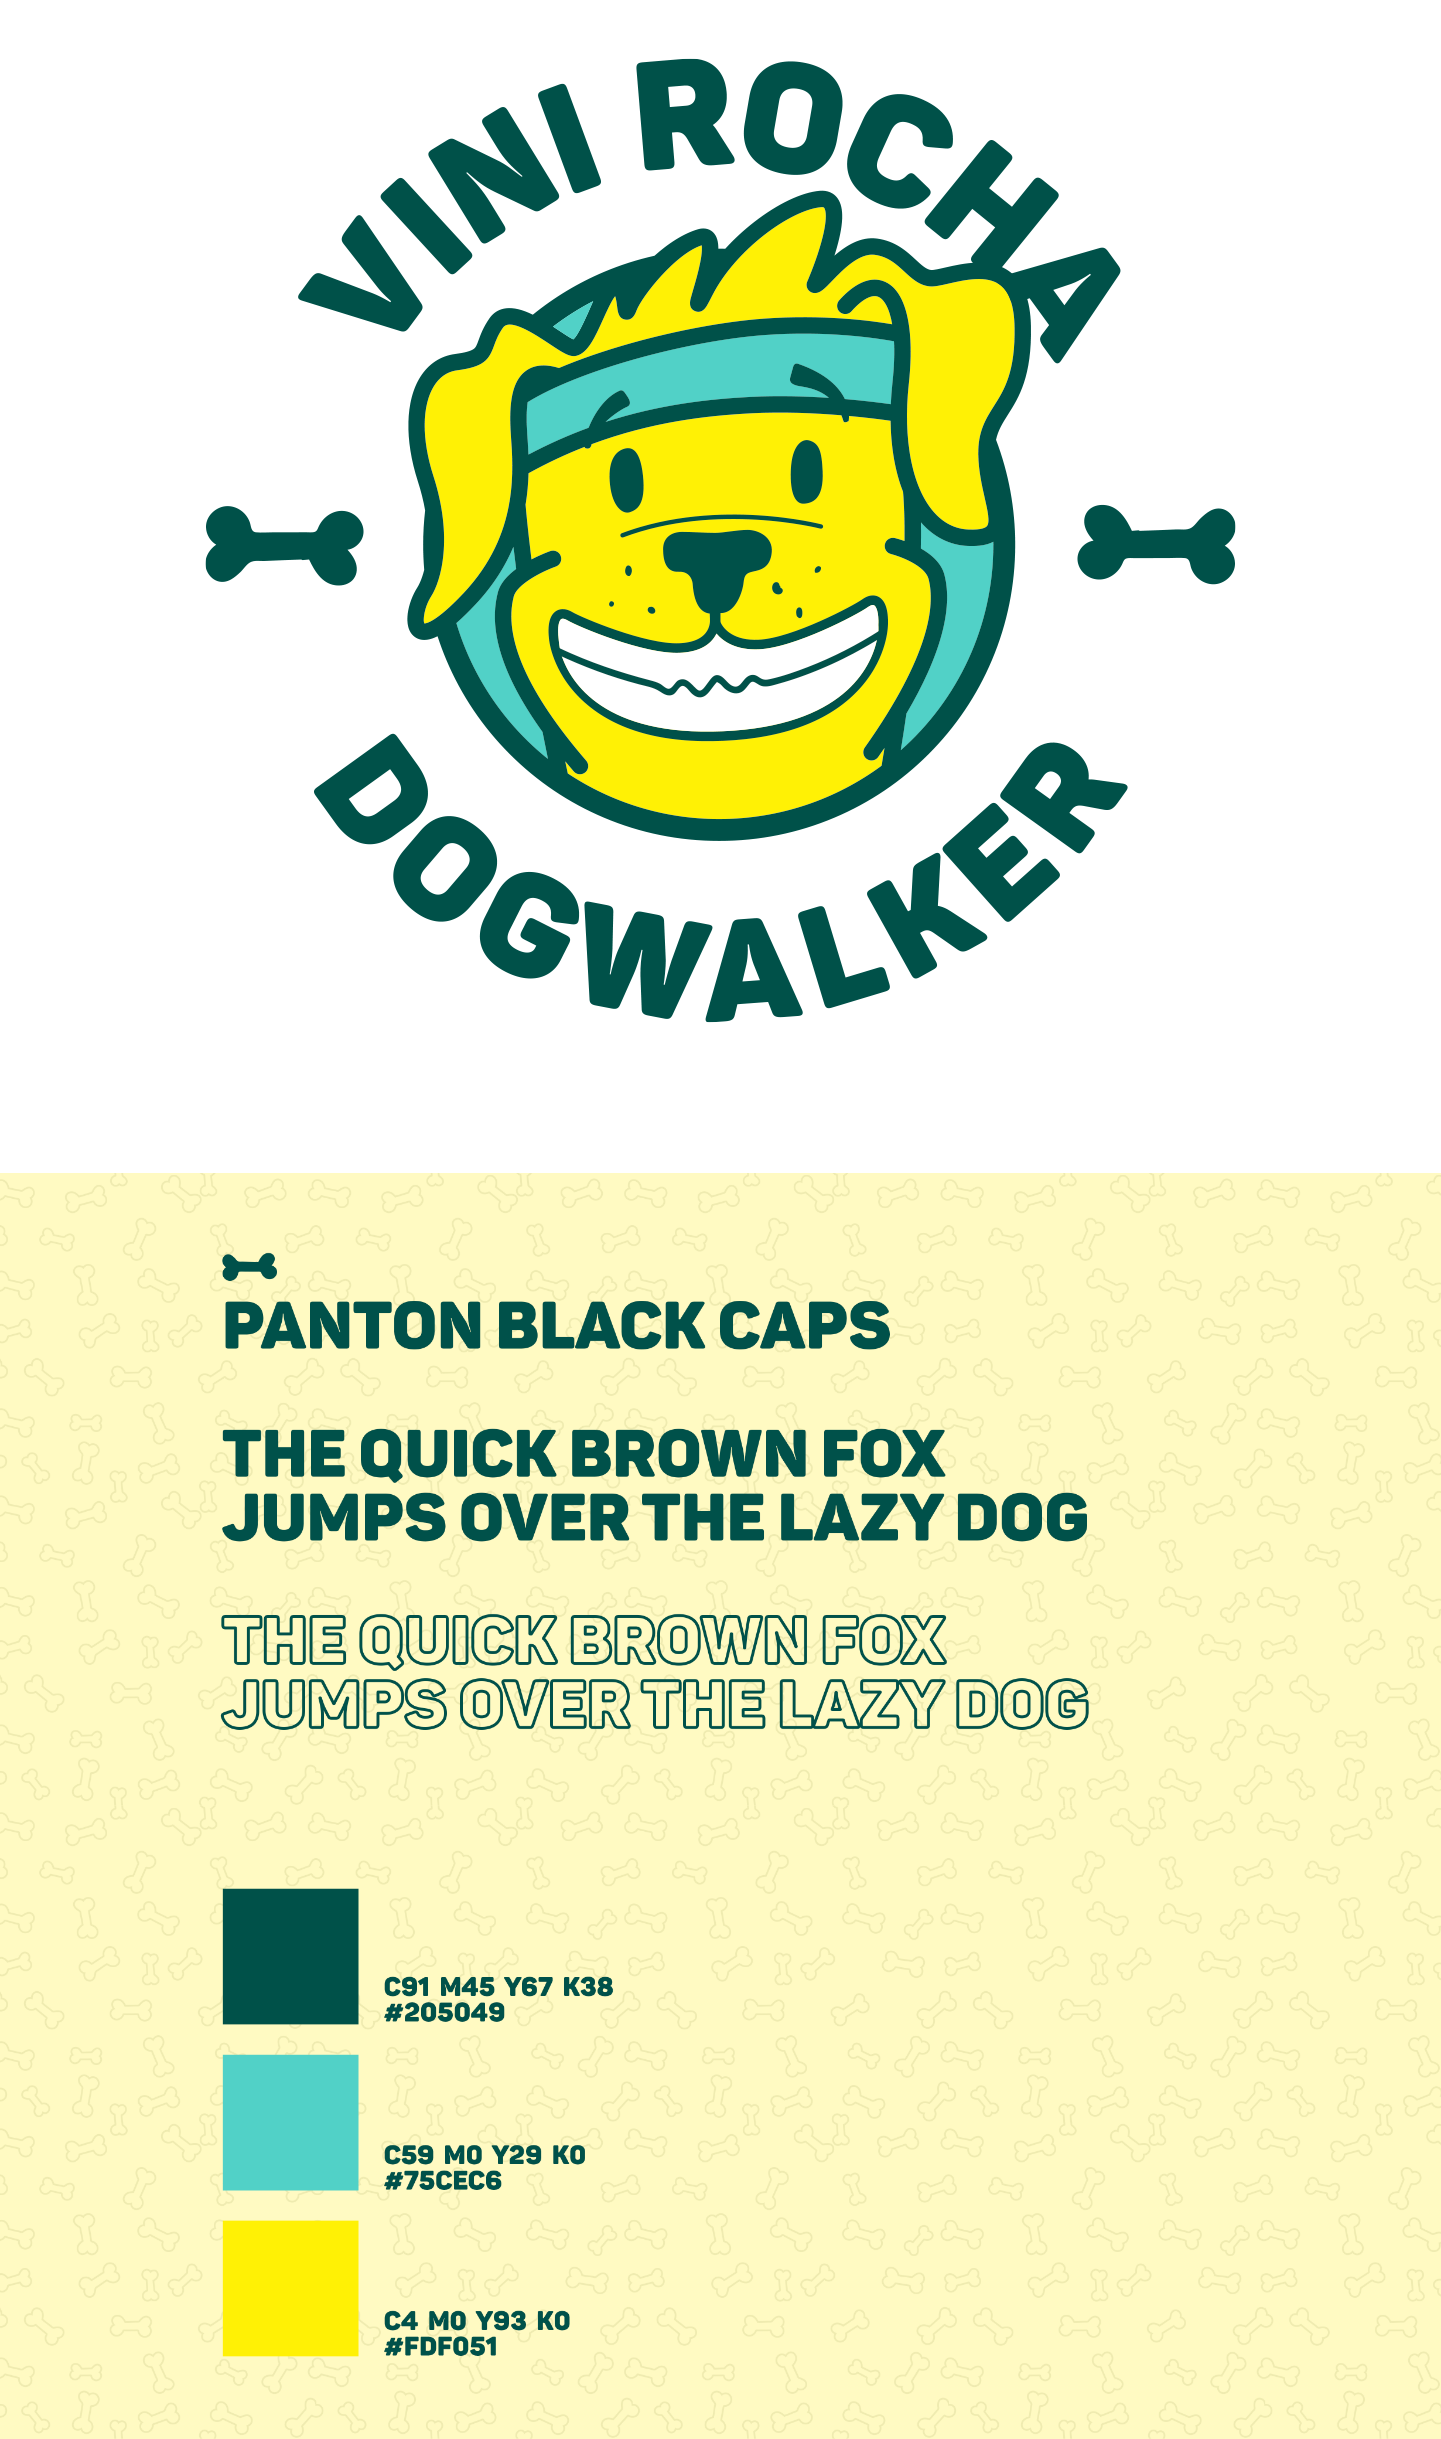 VINI ROCHA
DOGWALKER
PANTON BLACK CAPS
THE QUICK BROWN FOX
JUMPS OVER THE LAZY DOG
THE QUICK BROWN FOX
JUMPS OVER THE LAZY DOG
C91 M45 Y67 K38
#205049
C59 M0 Y29 K0
#75CEC6
C4 M0 Y93 K0
#FDF051